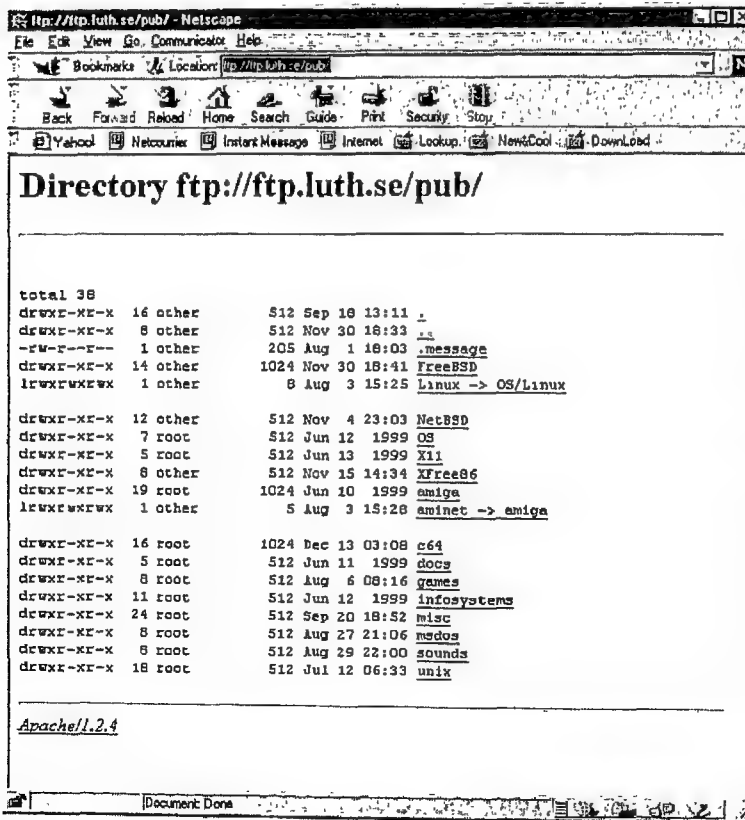 ftp://ftp.luth.se/pub/ - Netscape
File Edit View Go Communicator Help
Bookmarks Location: ftp://ftp.luth.se/pub/
Back Forward Reload Home Search Guide Print Security Stop
Yahoo! Netcourier Instant Message Internet Lookup New&Cool DownLoad
Directory ftp://ftp.luth.se/pub/
total 38
drwxr-xr-x 16 other 512 Sep 18 13:11 .
drwxr-xr-x 8 other 512 Nov 30 18:33 ..
-rw-r--r-- 1 other 205 Aug 1 18:03 .message
drwxr-xr-x 14 other 1024 Nov 30 18:41 FreeBSD
lrwxrwxrwx 1 other 8 Aug 3 15:25 Linux -> OS/Linux
drwxr-xr-x 12 other 512 Nov 4 23:03 NetBSD
drwxr-xr-x 7 root 512 Jun 12 1999 OS
drwxr-xr-x 5 root 512 Jun 13 1999 X11
drwxr-xr-x 8 other 512 Nov 15 14:34 XFree86
drwxr-xr-x 19 root 1024 Jun 10 1999 amiga
lrwxrwxrwx 1 other 5 Aug 3 15:28 aminet -> amiga
drwxr-xr-x 16 root 1024 Dec 13 03:08 c64
drwxr-xr-x 5 root 512 Jun 11 1999 docs
drwxr-xr-x 8 root 512 Aug 6 08:16 games
drwxr-xr-x 11 root 512 Jun 12 1999 infosystems
drwxr-xr-x 24 root 512 Sep 20 18:52 misc
drwxr-xr-x 8 root 512 Aug 27 21:06 msdos
drwxr-xr-x 8 root 512 Aug 29 22:00 sounds
drwxr-xr-x 18 root 512 Jul 12 06:33 unix
Apache/1.2.4
Document: Done